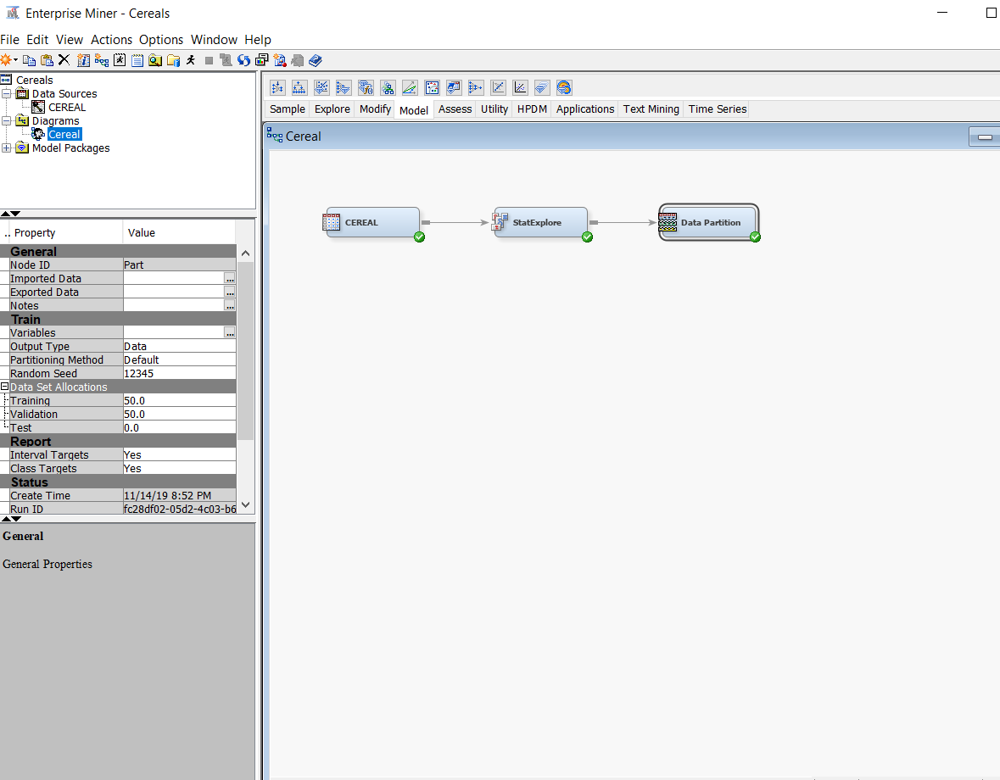 Enterprise Miner - Cereals
File Edit View Actions Options Window Help
Cereals
Data Sources
CEREAL
Diagrams
Cereal
Model Packages
.. Property Value
General
Node ID Part
Imported Data ...
Exported Data ...
Notes ...
Train
Variables ...
Output Type Data
Partitioning Method Default
Random Seed 12345
Data Set Allocations
Training 50.0
Validation 50.0
Test 0.0
Report
Interval Targets Yes
Class Targets Yes
Status
Create Time 11/14/19 8:52 PM
Run ID fc28df02-05d2-4c03-b6
General
General Properties
Sample Explore Modify Model Assess Utility HPDM Applications Text Mining Time Series
Cereal
CEREAL StatExplore Data Partition